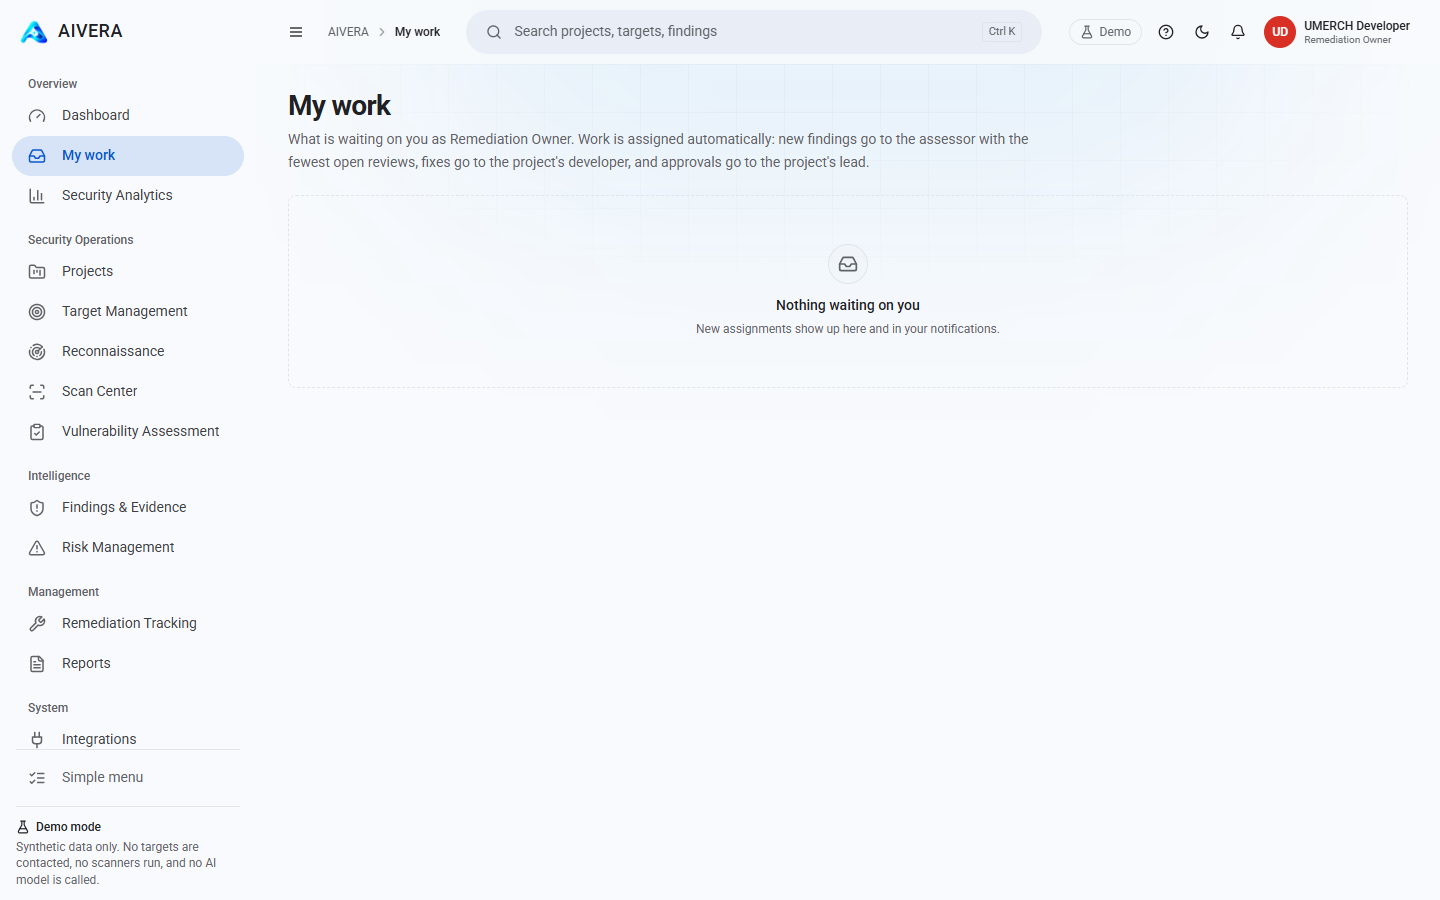 AIVERA
AIVERA > My work
Search projects, targets, findings
Ctrl K
Demo
UD
UMERCH Developer
Remediation Owner
Overview
Dashboard
My work
Security Analytics
Security Operations
Projects
Target Management
Reconnaissance
Scan Center
Vulnerability Assessment
Intelligence
Findings & Evidence
Risk Management
Management
Remediation Tracking
Reports
System
Integrations
Simple menu
Demo mode
Synthetic data only. No targets are
contacted, no scanners run, and no AI
model is called.
My work
What is waiting on you as Remediation Owner. Work is assigned automatically: new findings go to the assessor with the
fewest open reviews, fixes go to the project's developer, and approvals go to the project's lead.
Nothing waiting on you
New assignments show up here and in your notifications.